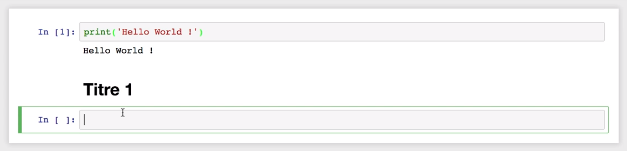 In [1]: print('Hello World !')
Hello World !
Titre 1
In [ ]: